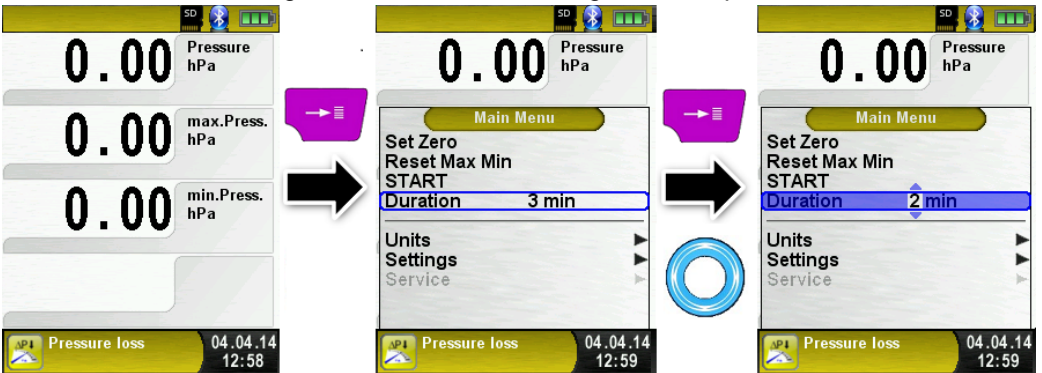 SD
0.00 Pressure
hPa
0.00 max.Press.
hPa
0.00 min.Press.
hPa
ΔP
Pressure loss
04.04.14
12:58
SD
0.00 Pressure
hPa
Main Menu
Set Zero
Reset Max Min
START
Duration 3 min
Units
Settings
Service
ΔP
Pressure loss
04.04.14
12:59
SD
0.00 Pressure
hPa
Main Menu
Set Zero
Reset Max Min
START
Duration 2 min
Units
Settings
Service
ΔP
Pressure loss
04.04.14
12:59